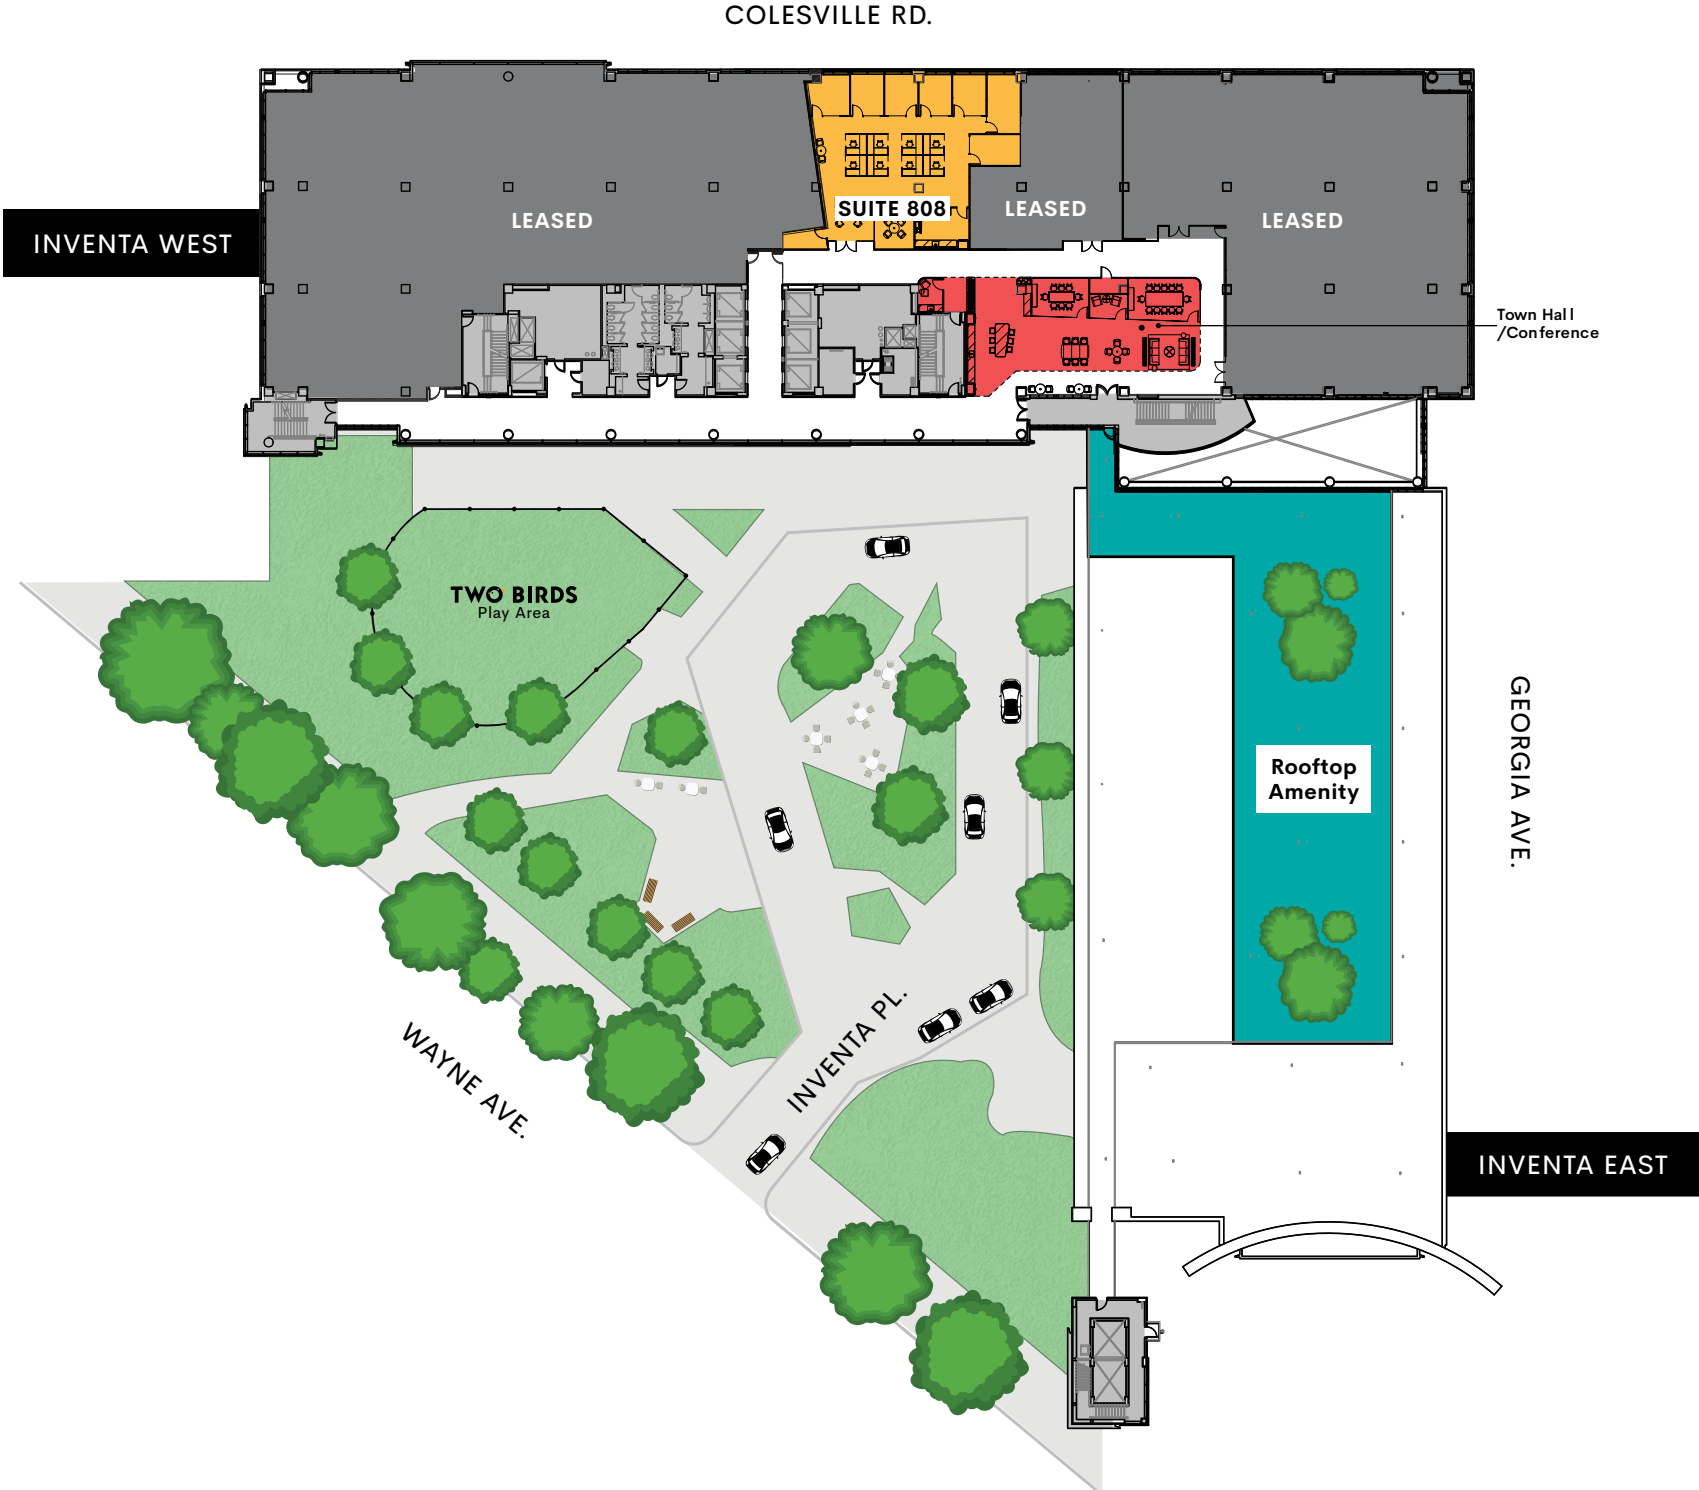 COLESVILLE RD.
SUITE 808
LEASED
LEASED
LEASED
INVENTA WEST
Town Hall
/Conference
TWO BIRDS
Play Area
Rooftop
Amenity
GEORGIA AVE.
INVENTA PL.
WAYNE AVE.
INVENTA EAST